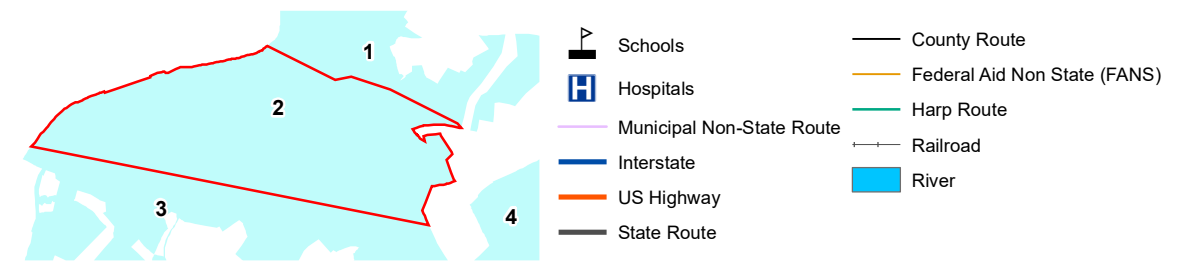 1
2
3
4
Schools
H
Hospitals
Municipal Non-State Route
Interstate
US Highway
State Route
County Route
Federal Aid Non State (FANS)
Harp Route
Railroad
River